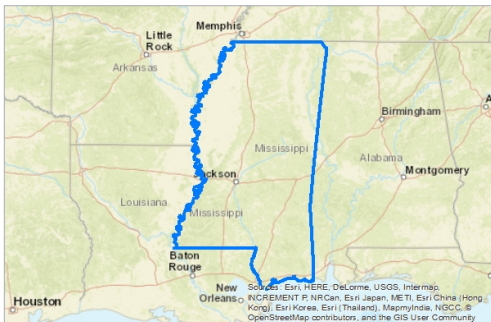 Memphis
Little
Rock
Arkansas
Birmingham
Mississippi
Alabama
Jackson
Montgomery
Louisiana
Mississippi
Baton
Rouge
New
Orleans
Houston
A
Sources: Esri, HERE, DeLorme, USGS, Intermap,
INCREMENT P, NRCan, Esri Japan, METI, Esri China (Hong
Kong), Esri Korea, Esri (Thailand), MapmyIndia, NGCC, ©
OpenStreetMap contributors, and the GIS User Community